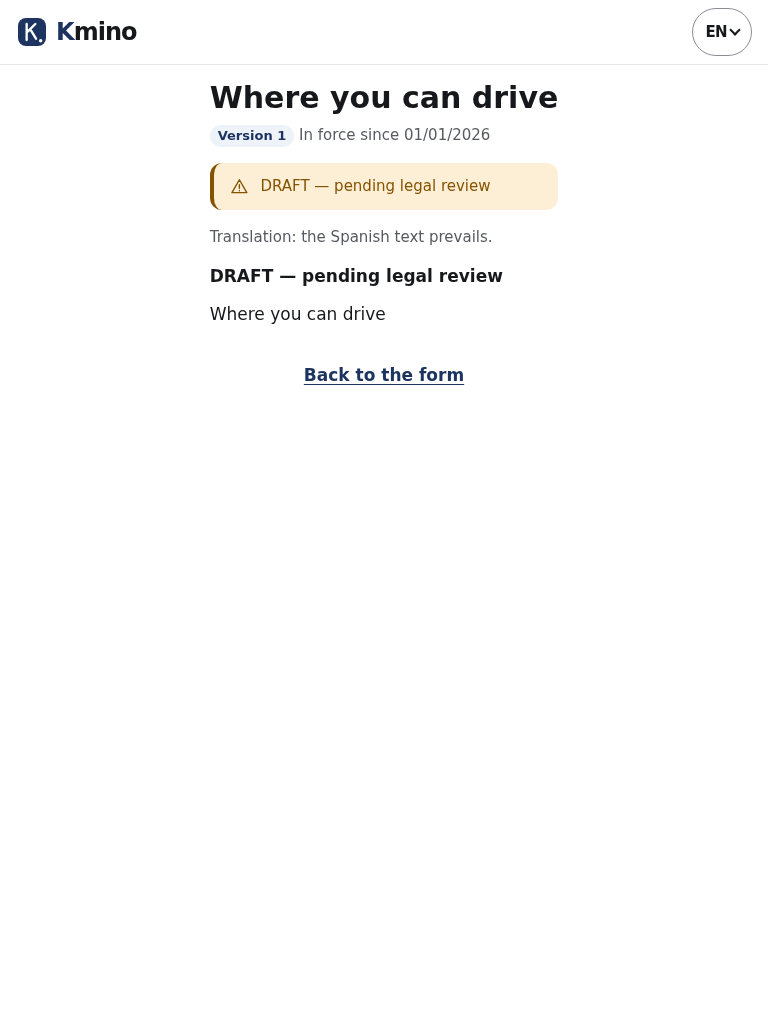 K. Kmino
EN
Where you can drive
Version 1 In force since 01/01/2026
DRAFT — pending legal review
Translation: the Spanish text prevails.
DRAFT — pending legal review
Where you can drive
Back to the form